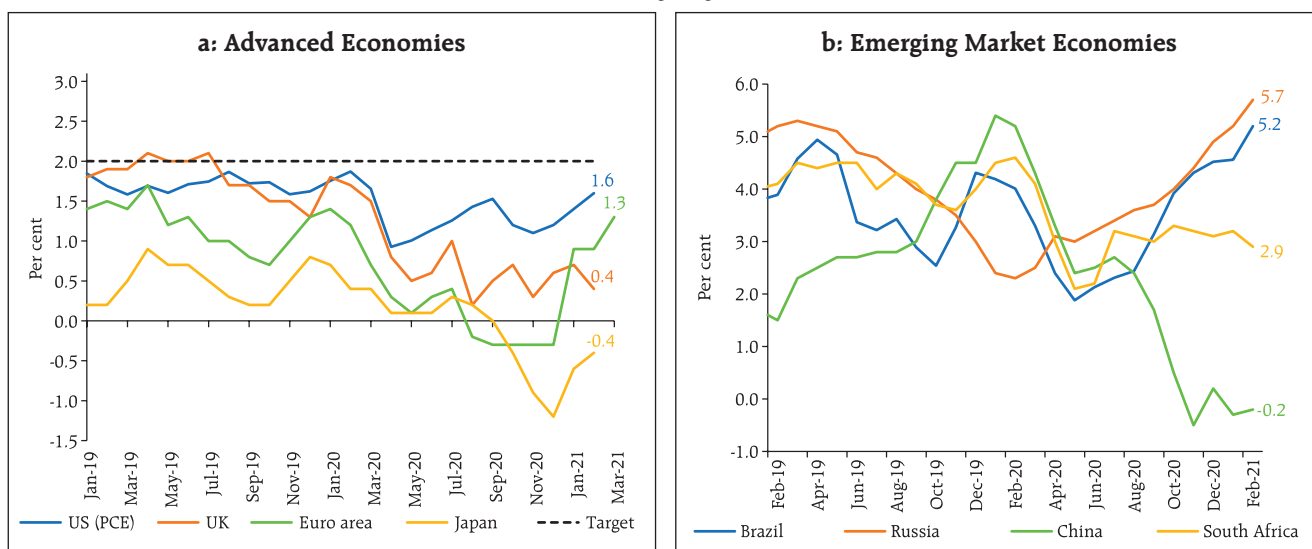 a: Advanced Economies
Per cent
3.0
2.5
2.0
1.5
1.0
0.5
0.0
-0.5
-1.0
-1.5
1.6
1.3
0.4
-0.4
Jan-19
Mar-19
May-19
Jul-19
Sep-19
Nov-19
Jan-20
Mar-20
May-20
Jul-20
Sep-20
Nov-20
Jan-21
Mar-21
US (PCE) UK Euro area Japan Target
b: Emerging Market Economies
Per cent
6.0
5.0
4.0
3.0
2.0
1.0
0.0
-1.0
5.7
5.2
2.9
-0.2
Feb-19
Apr-19
Jun-19
Aug-19
Oct-19
Dec-19
Feb-20
Apr-20
Jun-20
Aug-20
Oct-20
Dec-20
Feb-21
Brazil Russia China South Africa